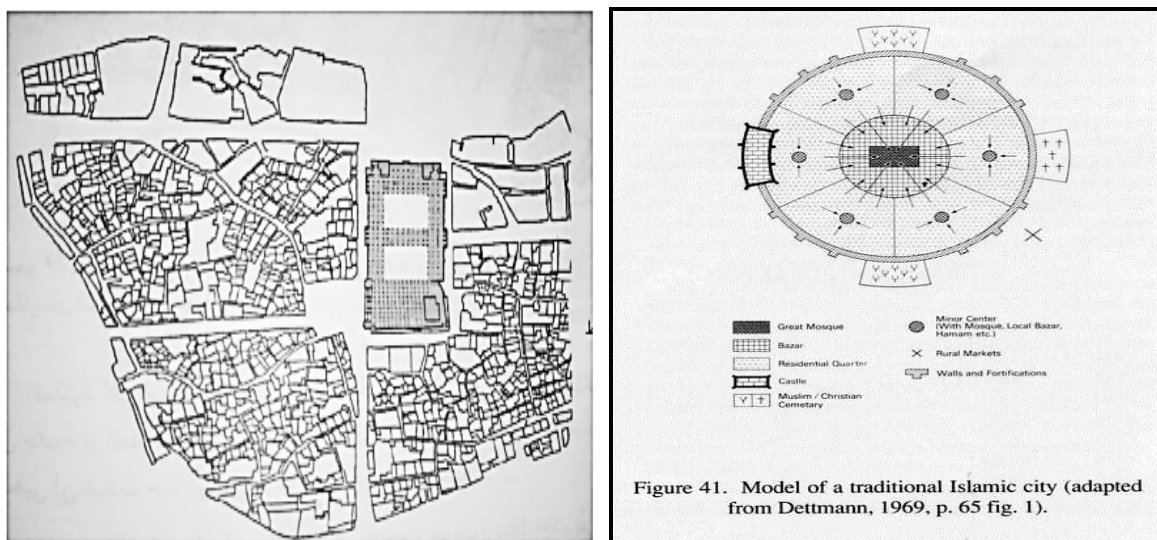 Great Mosque
Bazar
Residential Quarter
Castle
Muslim / Christian
Cemetary
Minor Center
(With Mosque, Local Bazar,
Hamam etc.)
Rural Markets
Walls and Fortifications
Figure 41. Model of a traditional Islamic city (adapted
from Dettmann, 1969, p. 65 fig. 1).